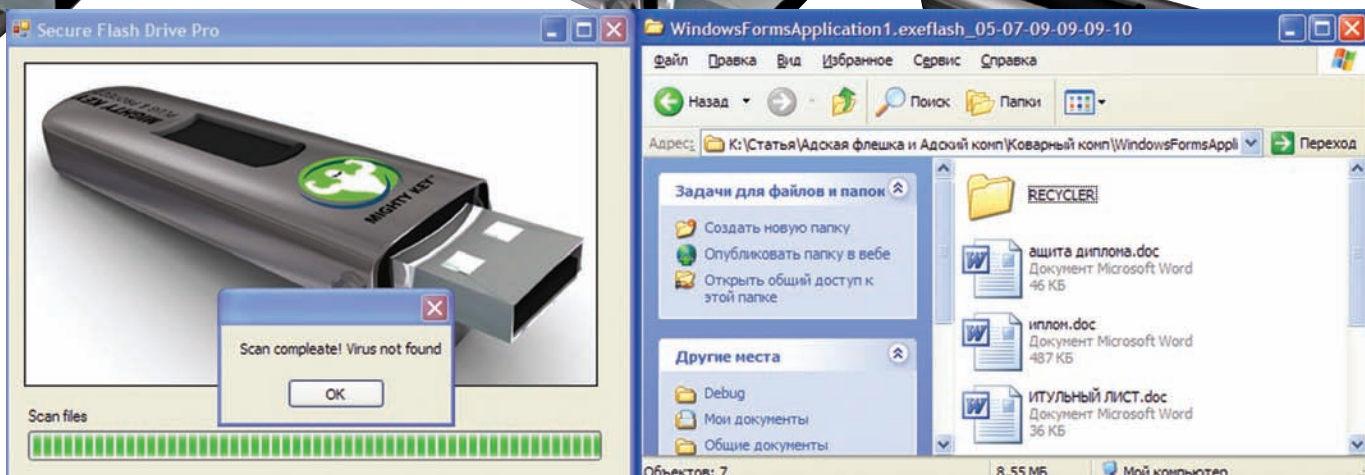 Secure Flash Drive Pro
MIGHTY KEY
PLUG & PROTECT
MIGHTY KEY
Scan compleate! Virus not found
OK
Scan files
WindowsFormsApplication1.exeflash_05-07-09-09-09-10
Файл Правка Вид Избранное Сервис Справка
Назад Поиск Папки
Адрес: K:\Статья\Адская флешка и Адский комп\Коварный комп\WindowsFormsAppli Переход
Задачи для файлов и папок
Создать новую папку
Опубликовать папку в вебе
Открыть общий доступ к
этой папке
Другие места
Debug
Мои документы
Общие документы
RECYCLER
ащита диплома.doc
Документ Microsoft Word
46 КБ
иплом.doc
Документ Microsoft Word
487 КБ
ИТУЛЬНЫЙ ЛИСТ.doc
Документ Microsoft Word
36 КБ
Объектов: 7 8,55 МБ Мой компьютер